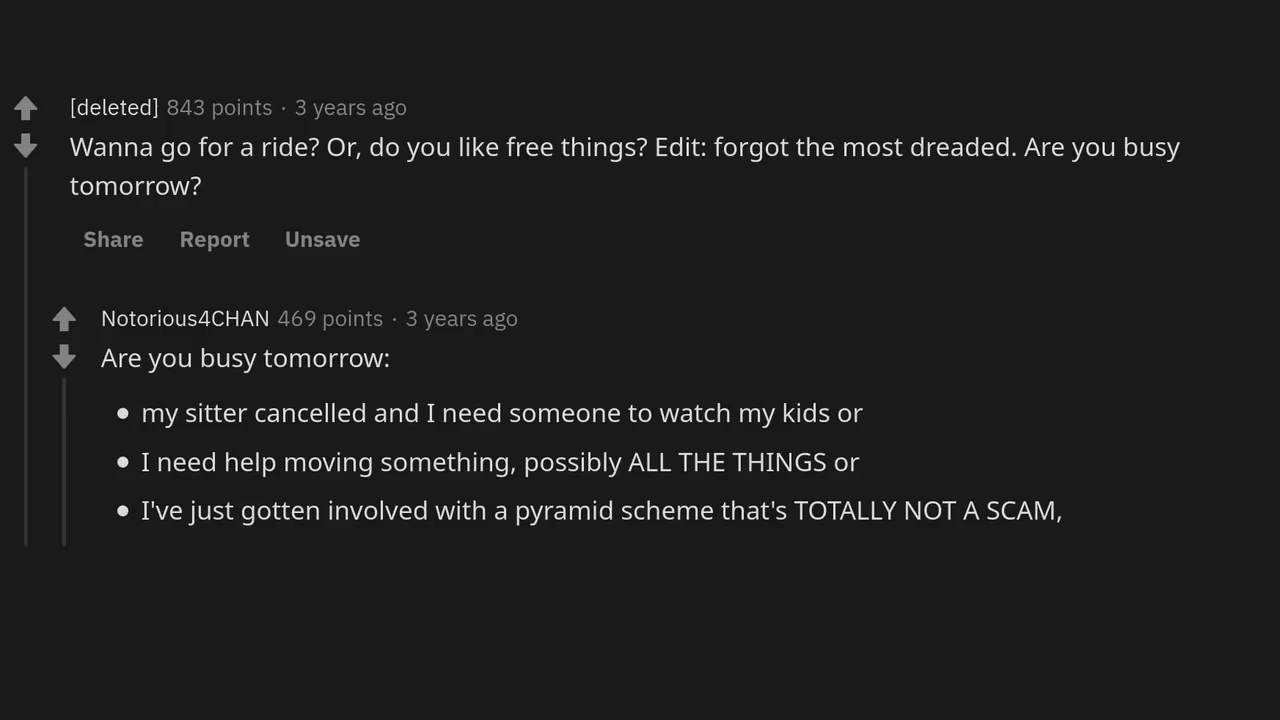 [deleted] 843 points · 3 years ago
Wanna go for a ride? Or, do you like free things? Edit: forgot the most dreaded. Are you busy
tomorrow?
Share Report Unsave
Notorious4CHAN 469 points · 3 years ago
Are you busy tomorrow:
• my sitter cancelled and I need someone to watch my kids or
• I need help moving something, possibly ALL THE THINGS or
• I've just gotten involved with a pyramid scheme that's TOTALLY NOT A SCAM,